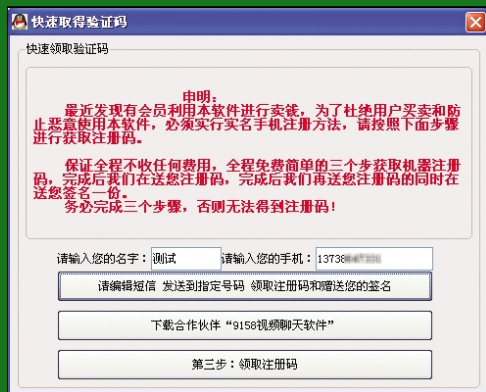 快速取得验证码
快速领取验证码
申明：
最近发现有会员利用本软件进行卖钱，为了杜绝用户买卖和防
止恶意使用本软件，必须实行实名手机注册方法，请按照下面步骤
进行获取注册码。
保证全程不收任何费用，全程免费简单的三个步获取机器注册
码，完成后我们在送您注册码，完成后我们再送您注册码的同时在
送您签名一份。
务必完成三个步骤，否则无法得到注册码！
请输入您的名字： 测试 请输入您的手机： 13738
请编辑短信 发送到指定号码 领取注册码和赠送您的签名
下载合作伙伴“9158视频聊天软件”
第三步：领取注册码